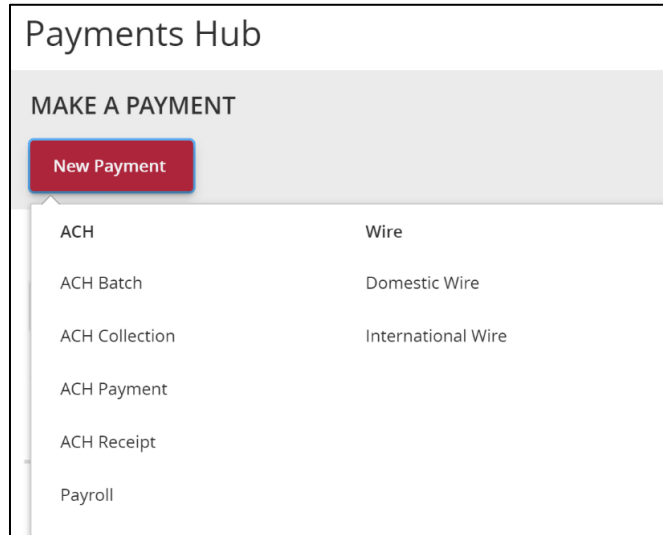 Payments Hub
MAKE A PAYMENT
New Payment
ACH
Wire
ACH Batch
Domestic Wire
ACH Collection
International Wire
ACH Payment
ACH Receipt
Payroll